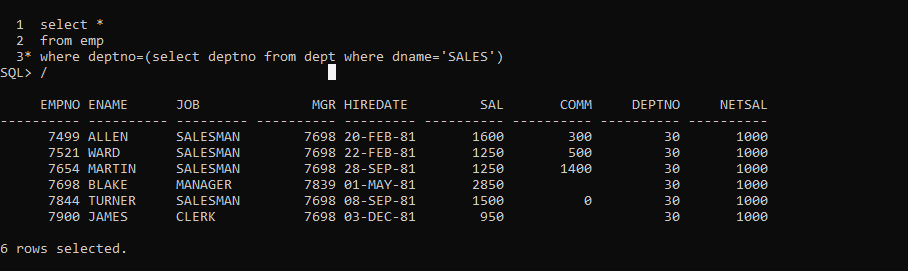 1 select *
2 from emp
3* where deptno=(select deptno from dept where dname='SALES')
SQL> /
EMPNO ENAME JOB MGR HIREDATE SAL COMM DEPTNO NETSAL
---------- ---------- --------- ---------- --------- ---------- ---------- ---------- ----------
7499 ALLEN SALESMAN 7698 20-FEB-81 1600 300 30 1000
7521 WARD SALESMAN 7698 22-FEB-81 1250 500 30 1000
7654 MARTIN SALESMAN 7698 28-SEP-81 1250 1400 30 1000
7698 BLAKE MANAGER 7839 01-MAY-81 2850 30 1000
7844 TURNER SALESMAN 7698 08-SEP-81 1500 0 30 1000
7900 JAMES CLERK 7698 03-DEC-81 950 30 1000
6 rows selected.